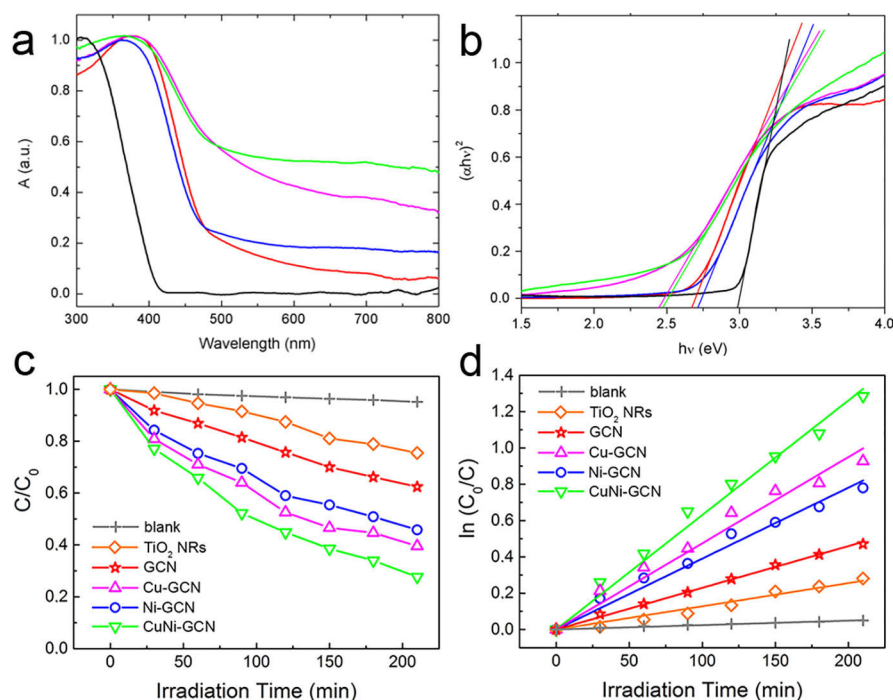 a
1.0
0.8
0.6
0.4
0.2
0.0
A (a.u.)
300 400 500 600 700 800
Wavelength (nm)
b
1.0
0.8
0.6
0.4
0.2
0.0
(αhν)²
1.5 2.0 2.5 3.0 3.5 4.0
hν (eV)
c
1.0
0.8
0.6
0.4
0.2
0.0
C/C₀
blank
TiO₂ NRs
GCN
Cu-GCN
Ni-GCN
CuNi-GCN
0 50 100 150 200
Irradiation Time (min)
d
1.4
1.2
1.0
0.8
0.6
0.4
0.2
0.0
ln (C₀/C)
blank
TiO₂ NRs
GCN
Cu-GCN
Ni-GCN
CuNi-GCN
0 50 100 150 200
Irradiation Time (min)